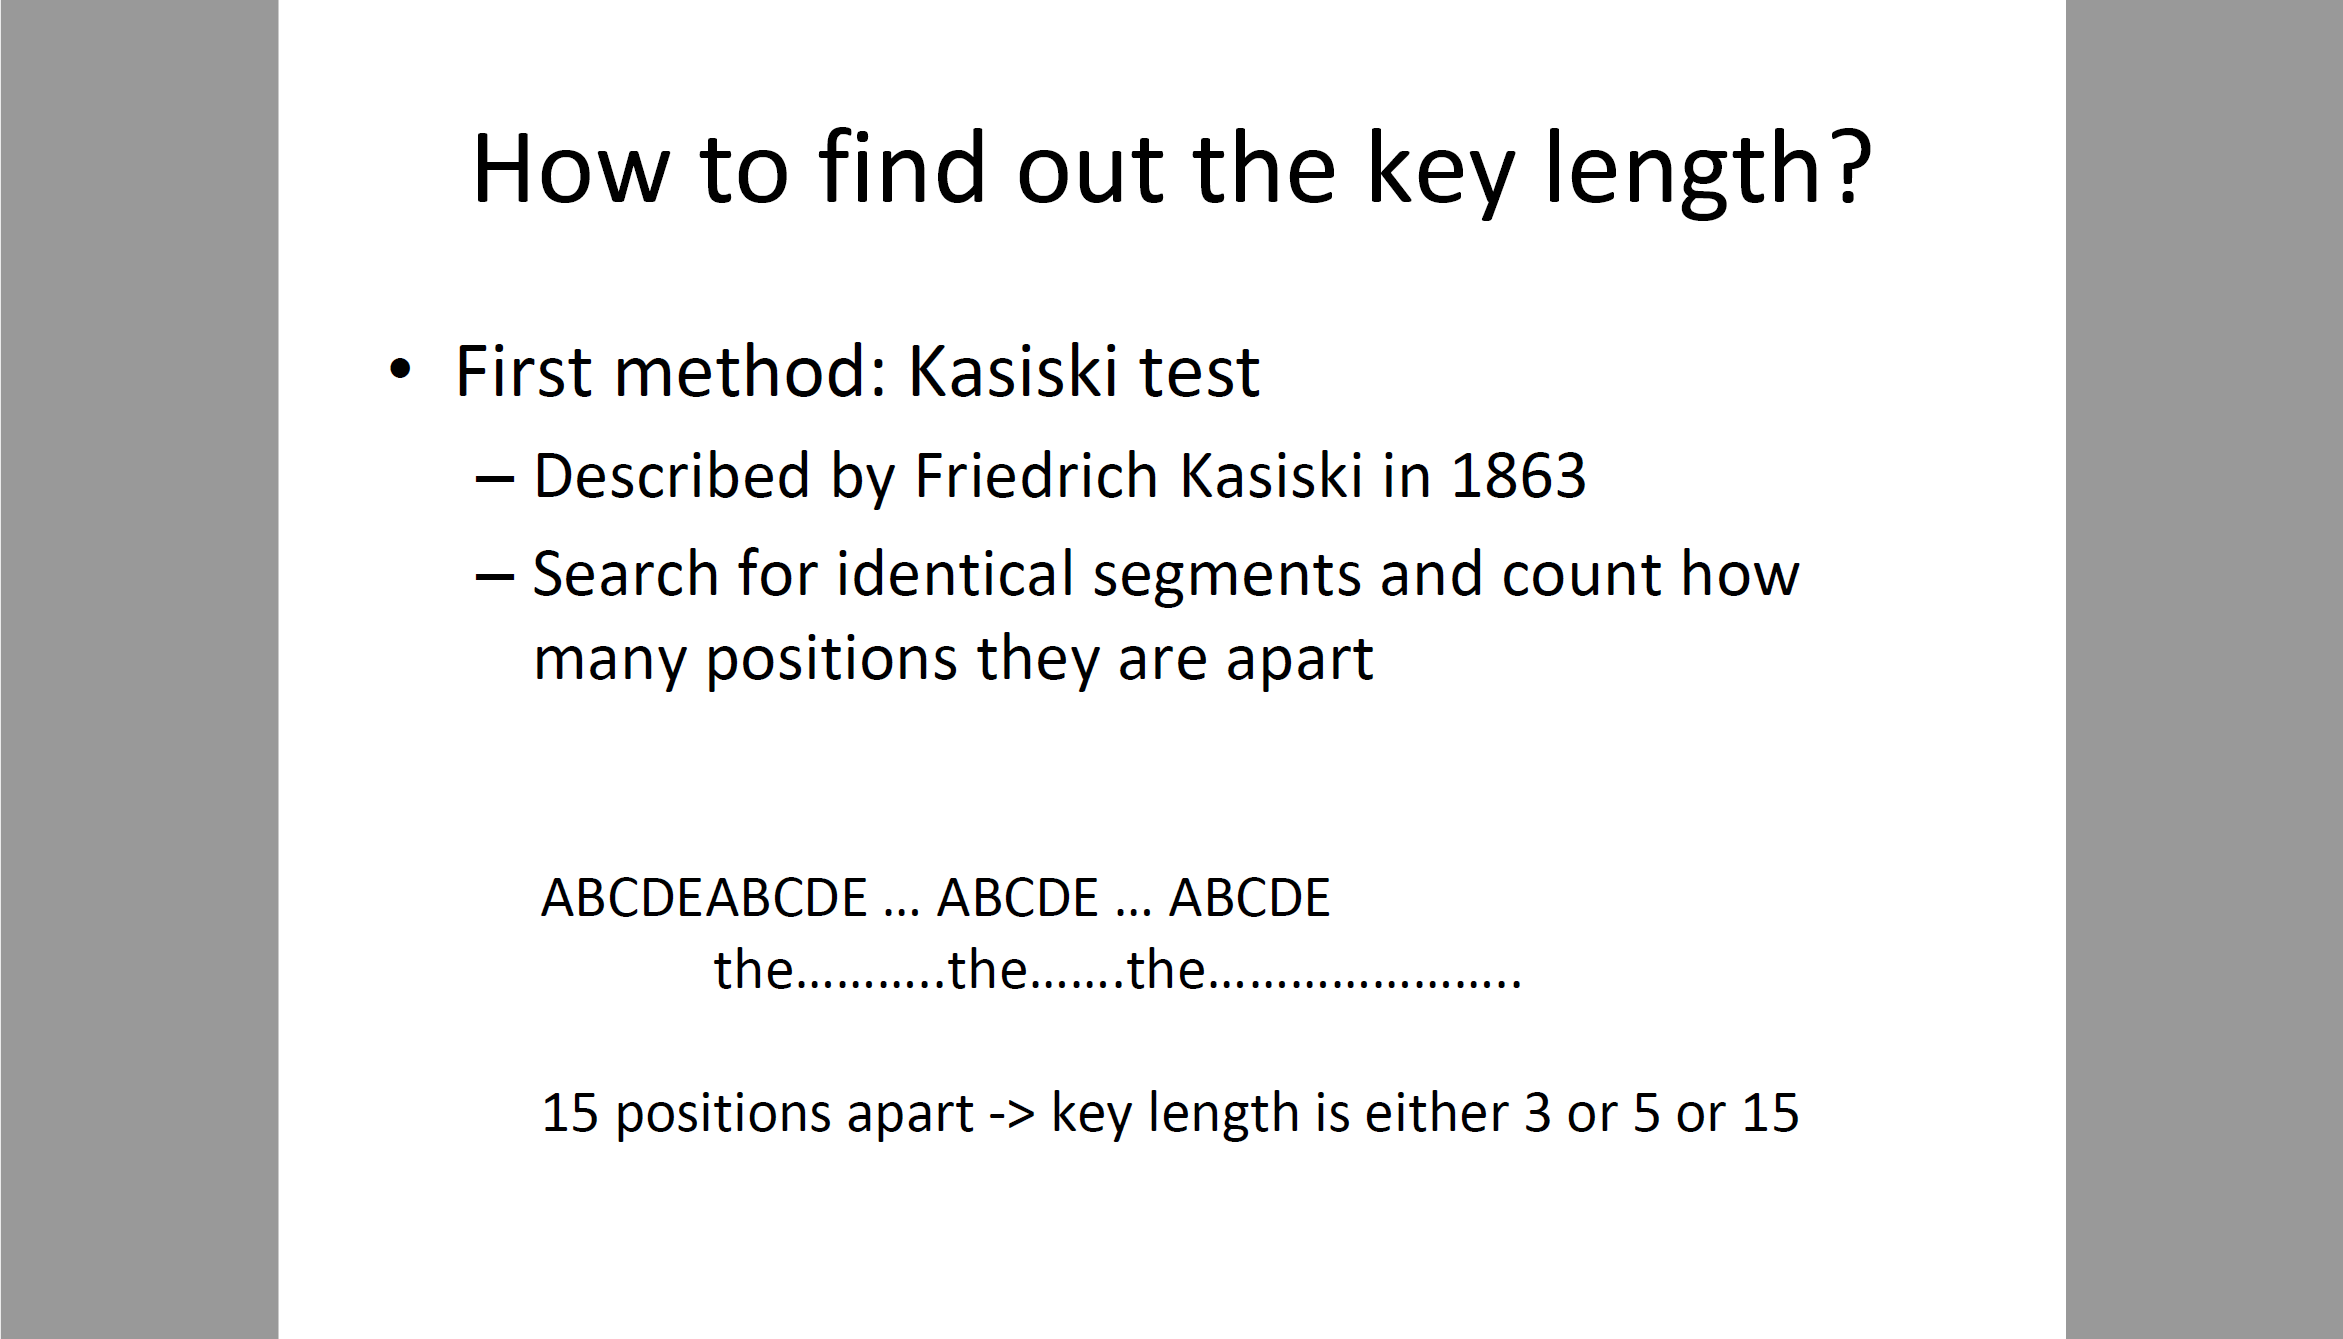 How to find out the key length?
• First method: Kasiski test
– Described by Friedrich Kasiski in 1863
– Search for identical segments and count how
many positions they are apart
ABCDEABCDE … ABCDE … ABCDE
the………..the…….the…………………..
15 positions apart -> key length is either 3 or 5 or 15